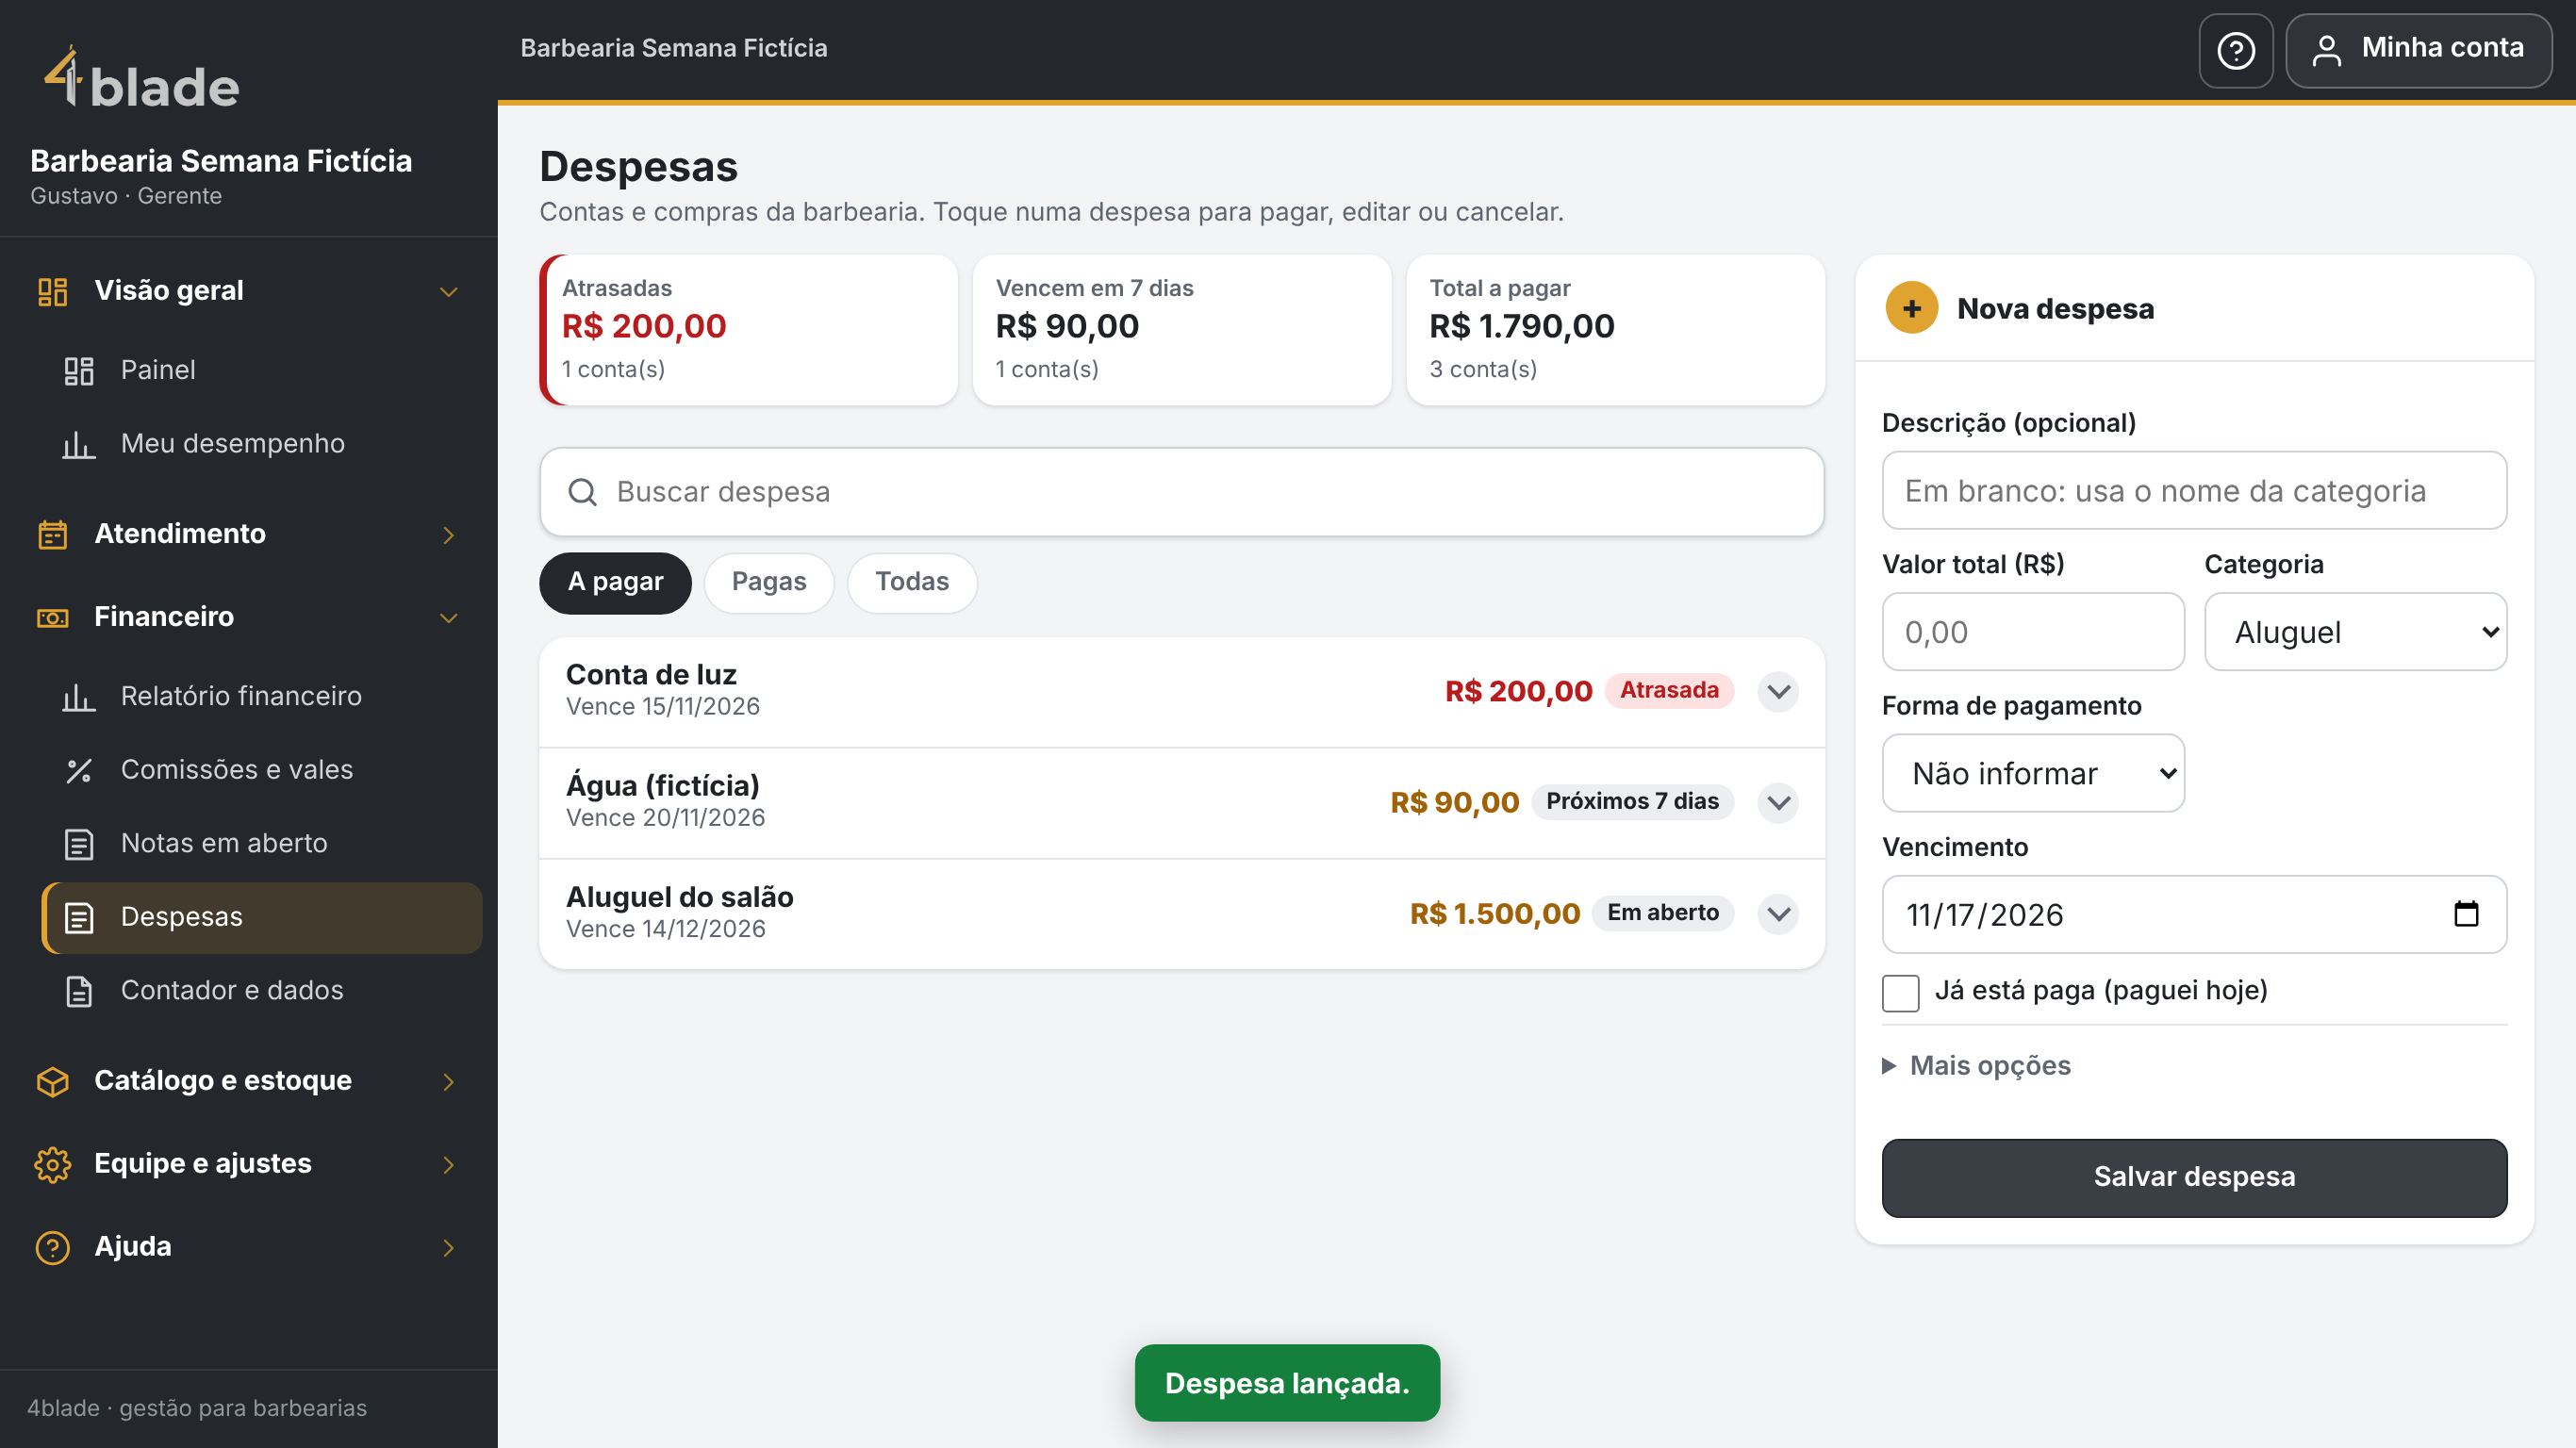 4blade
Barbearia Semana Fictícia
Gustavo · Gerente
Visão geral
Painel
Meu desempenho
Atendimento
Financeiro
Relatório financeiro
Comissões e vales
Notas em aberto
Despesas
Contador e dados
Catálogo e estoque
Equipe e ajustes
Ajuda
4blade · gestão para barbearias
Barbearia Semana Fictícia
Minha conta
Despesas
Contas e compras da barbearia. Toque numa despesa para pagar, editar ou cancelar.
Atrasadas
R$ 200,00
1 conta(s)
Vencem em 7 dias
R$ 90,00
1 conta(s)
Total a pagar
R$ 1.790,00
3 conta(s)
Buscar despesa
A pagar Pagas Todas
Conta de luz
Vence 15/11/2026
R$ 200,00 Atrasada
Água (fictícia)
Vence 20/11/2026
R$ 90,00 Próximos 7 dias
Aluguel do salão
Vence 14/12/2026
R$ 1.500,00 Em aberto
Nova despesa
Descrição (opcional)
Em branco: usa o nome da categoria
Valor total (R$) Categoria
0,00 Aluguel
Forma de pagamento
Não informar
Vencimento
11/17/2026
Já está paga (paguei hoje)
Mais opções
Salvar despesa
Despesa lançada.